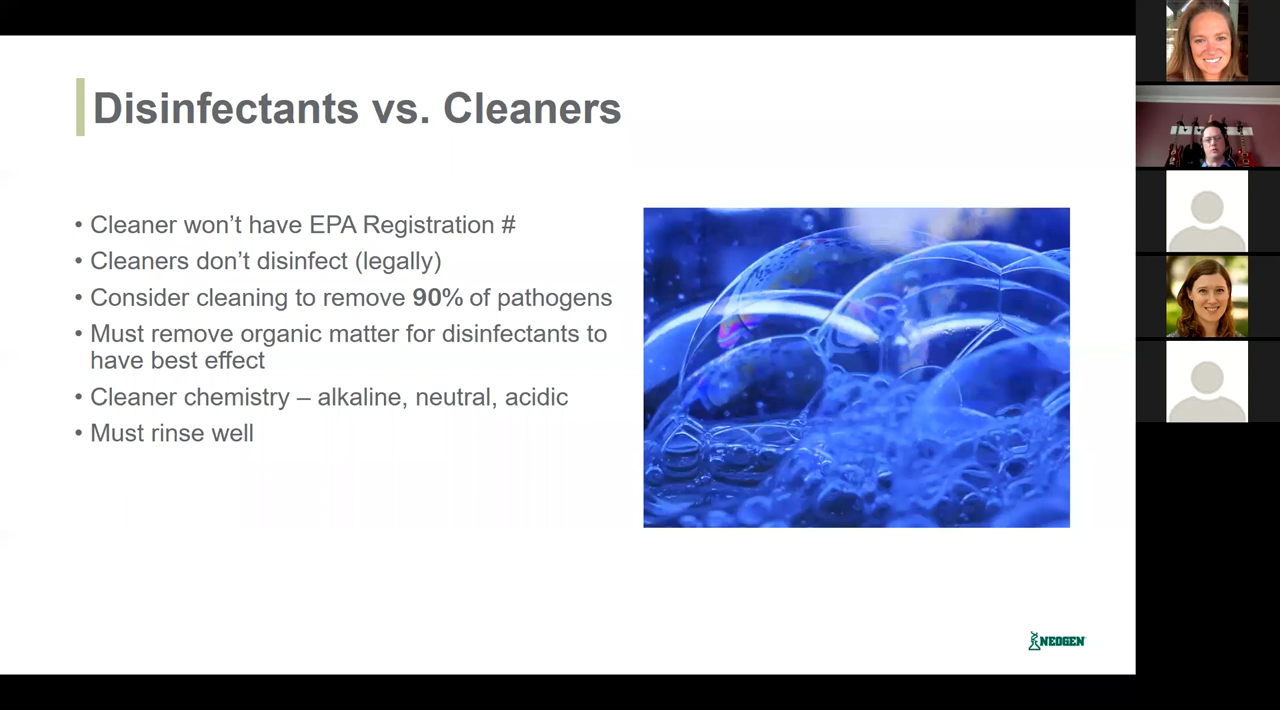 Disinfectants vs. Cleaners
• Cleaner won’t have EPA Registration #
• Cleaners don’t disinfect (legally)
• Consider cleaning to remove 90% of pathogens
• Must remove organic matter for disinfectants to
have best effect
• Cleaner chemistry – alkaline, neutral, acidic
• Must rinse well
NEOGEN